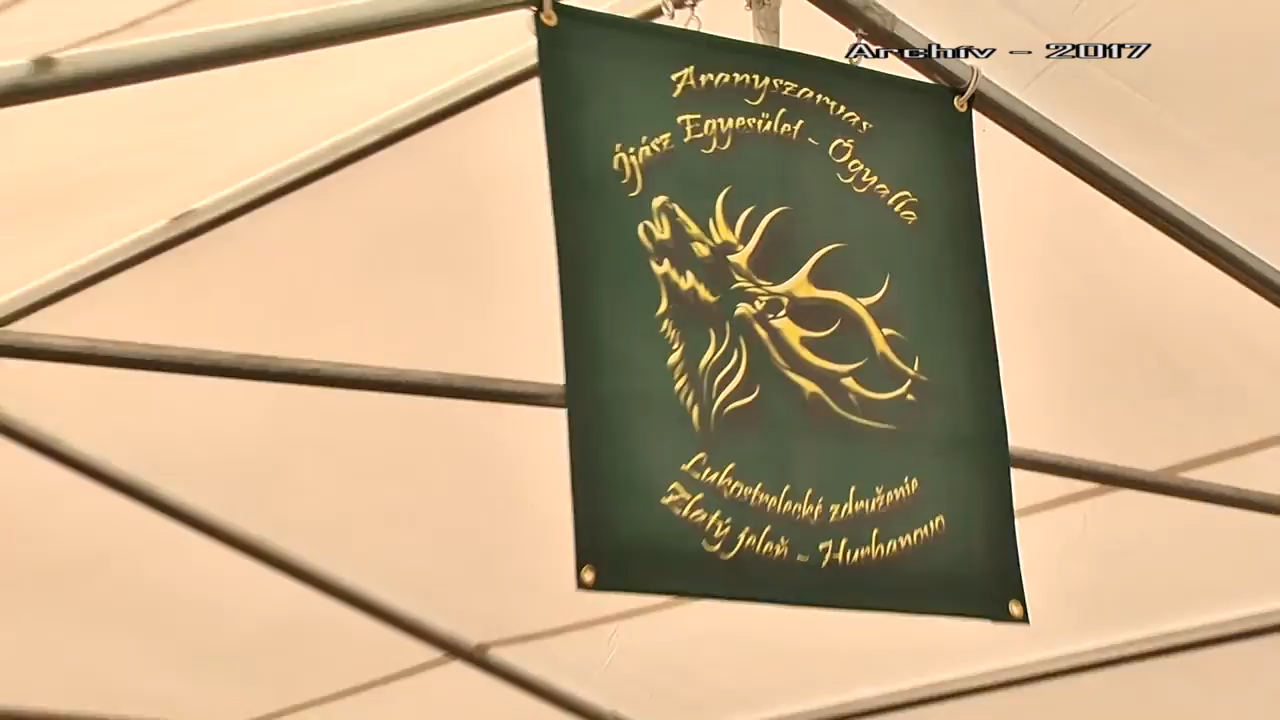 Archív - 2017
Aranyszarvas
Íjász Egyesület - Ógyalla
Lukostrelecké združenie
Zlatý jeleň - Hurbanovo